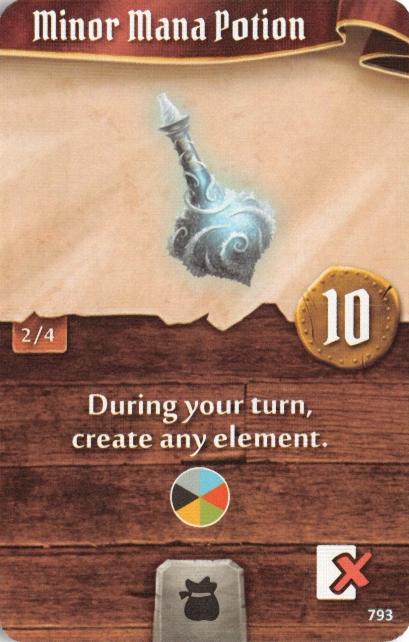 Minor Mana Potion
10
2/4
During your turn,
create any element.
793